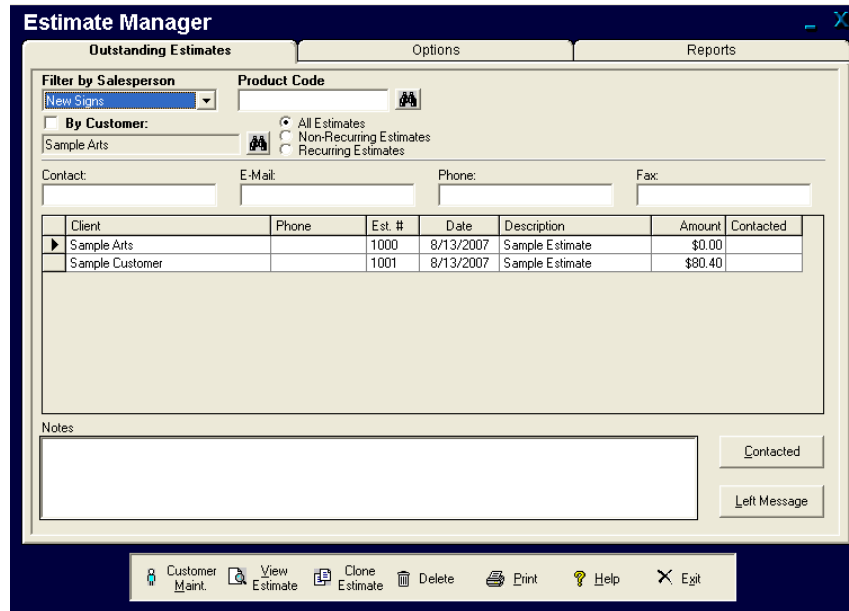 Estimate Manager
Outstanding Estimates Options Reports
Filter by Salesperson Product Code
New Signs
By Customer: All Estimates
Non-Recurring Estimates
Sample Arts
Recurring Estimates
Contact: E-Mail: Phone: Fax:
Client Phone Est. # Date Description Amount Contacted
Sample Arts 1000 8/13/2007 Sample Estimate $0.00
Sample Customer 1001 8/13/2007 Sample Estimate $80.40
Notes
Contacted
Left Message
Customer Maint. View Estimate Clone Estimate Delete Print ? Help X Exit